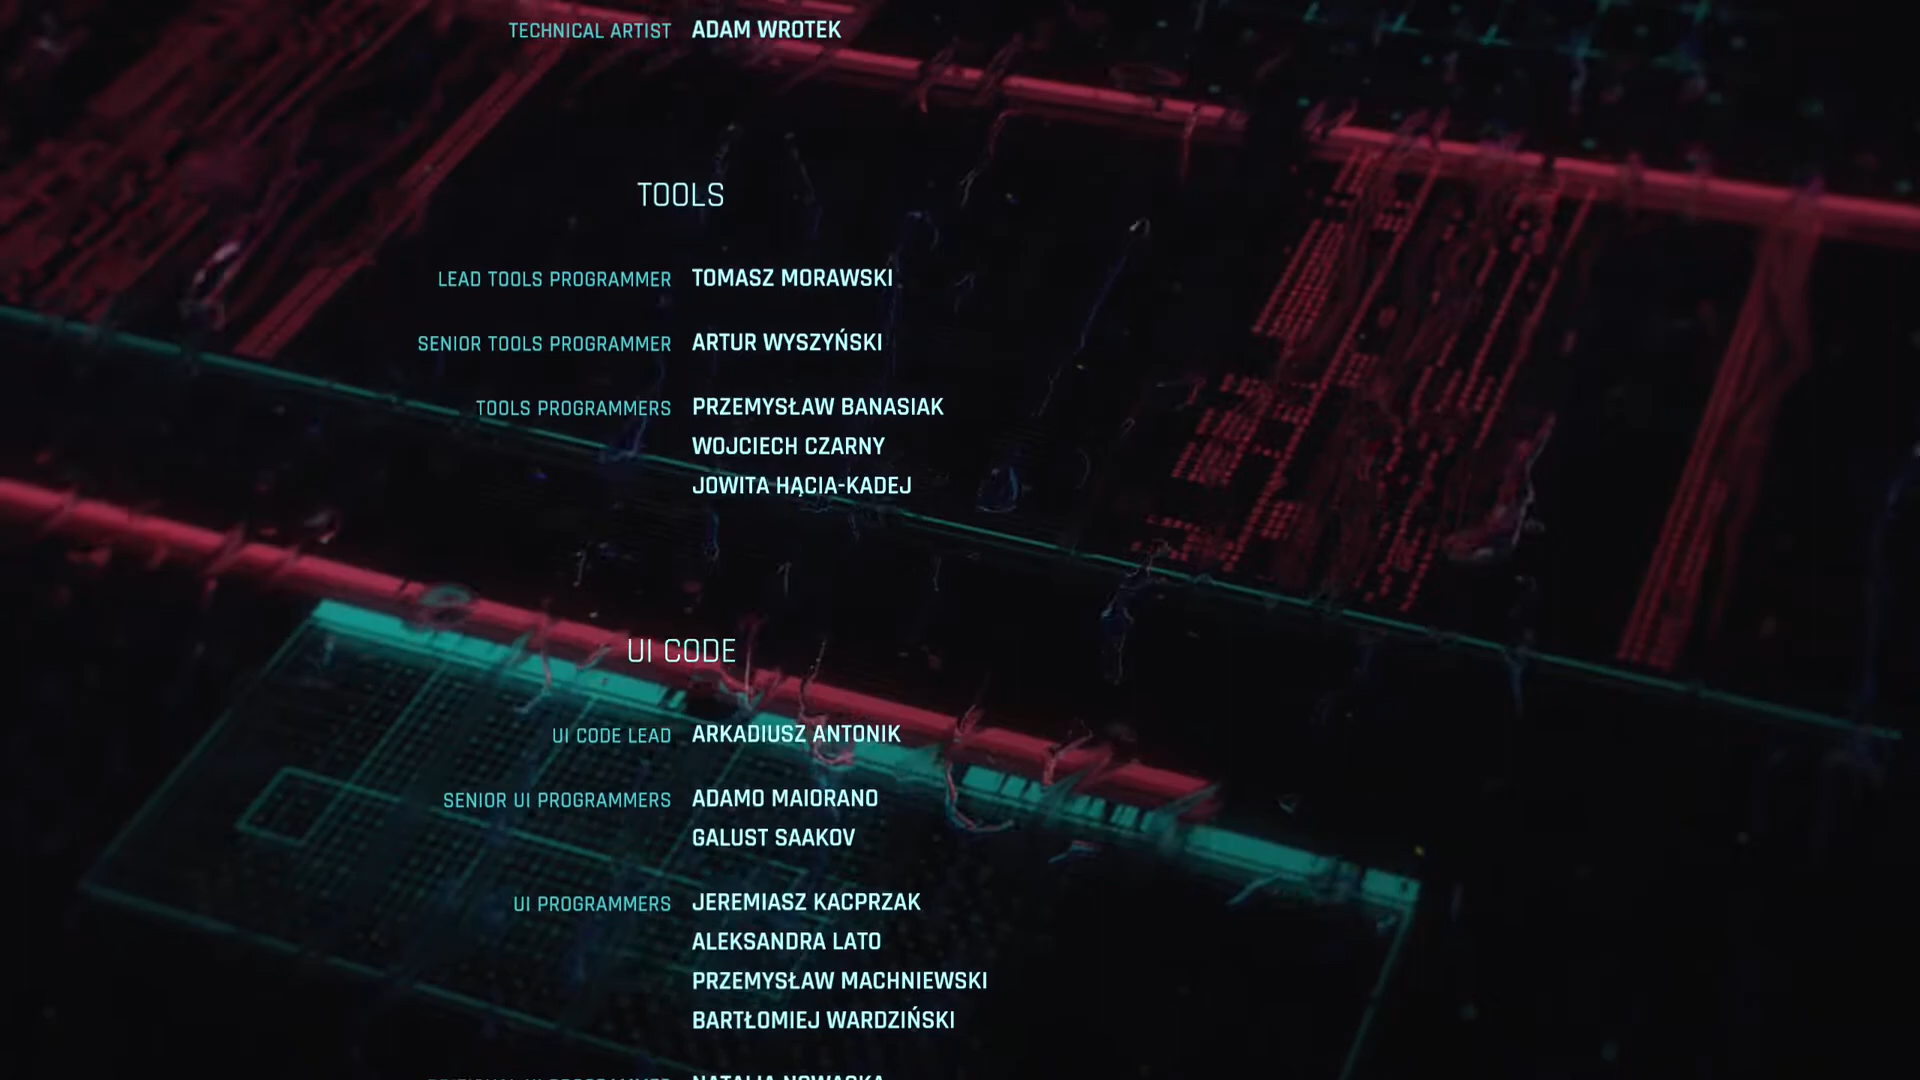 TECHNICAL ARTIST ADAM WROTEK
TOOLS
LEAD TOOLS PROGRAMMER TOMASZ MORAWSKI
SENIOR TOOLS PROGRAMMER ARTUR WYSZYŃSKI
TOOLS PROGRAMMERS PRZEMYSŁAW BANASIAK
WOJCIECH CZARNY
JOWITA HĄCIA-KADEJ
UI CODE
UI CODE LEAD ARKADIUSZ ANTONIK
SENIOR UI PROGRAMMERS ADAMO MAIORANO
GALUST SAAKOV
UI PROGRAMMERS JEREMIASZ KACPRZAK
ALEKSANDRA LATO
PRZEMYSŁAW MACHNIEWSKI
BARTŁOMIEJ WARDZIŃSKI